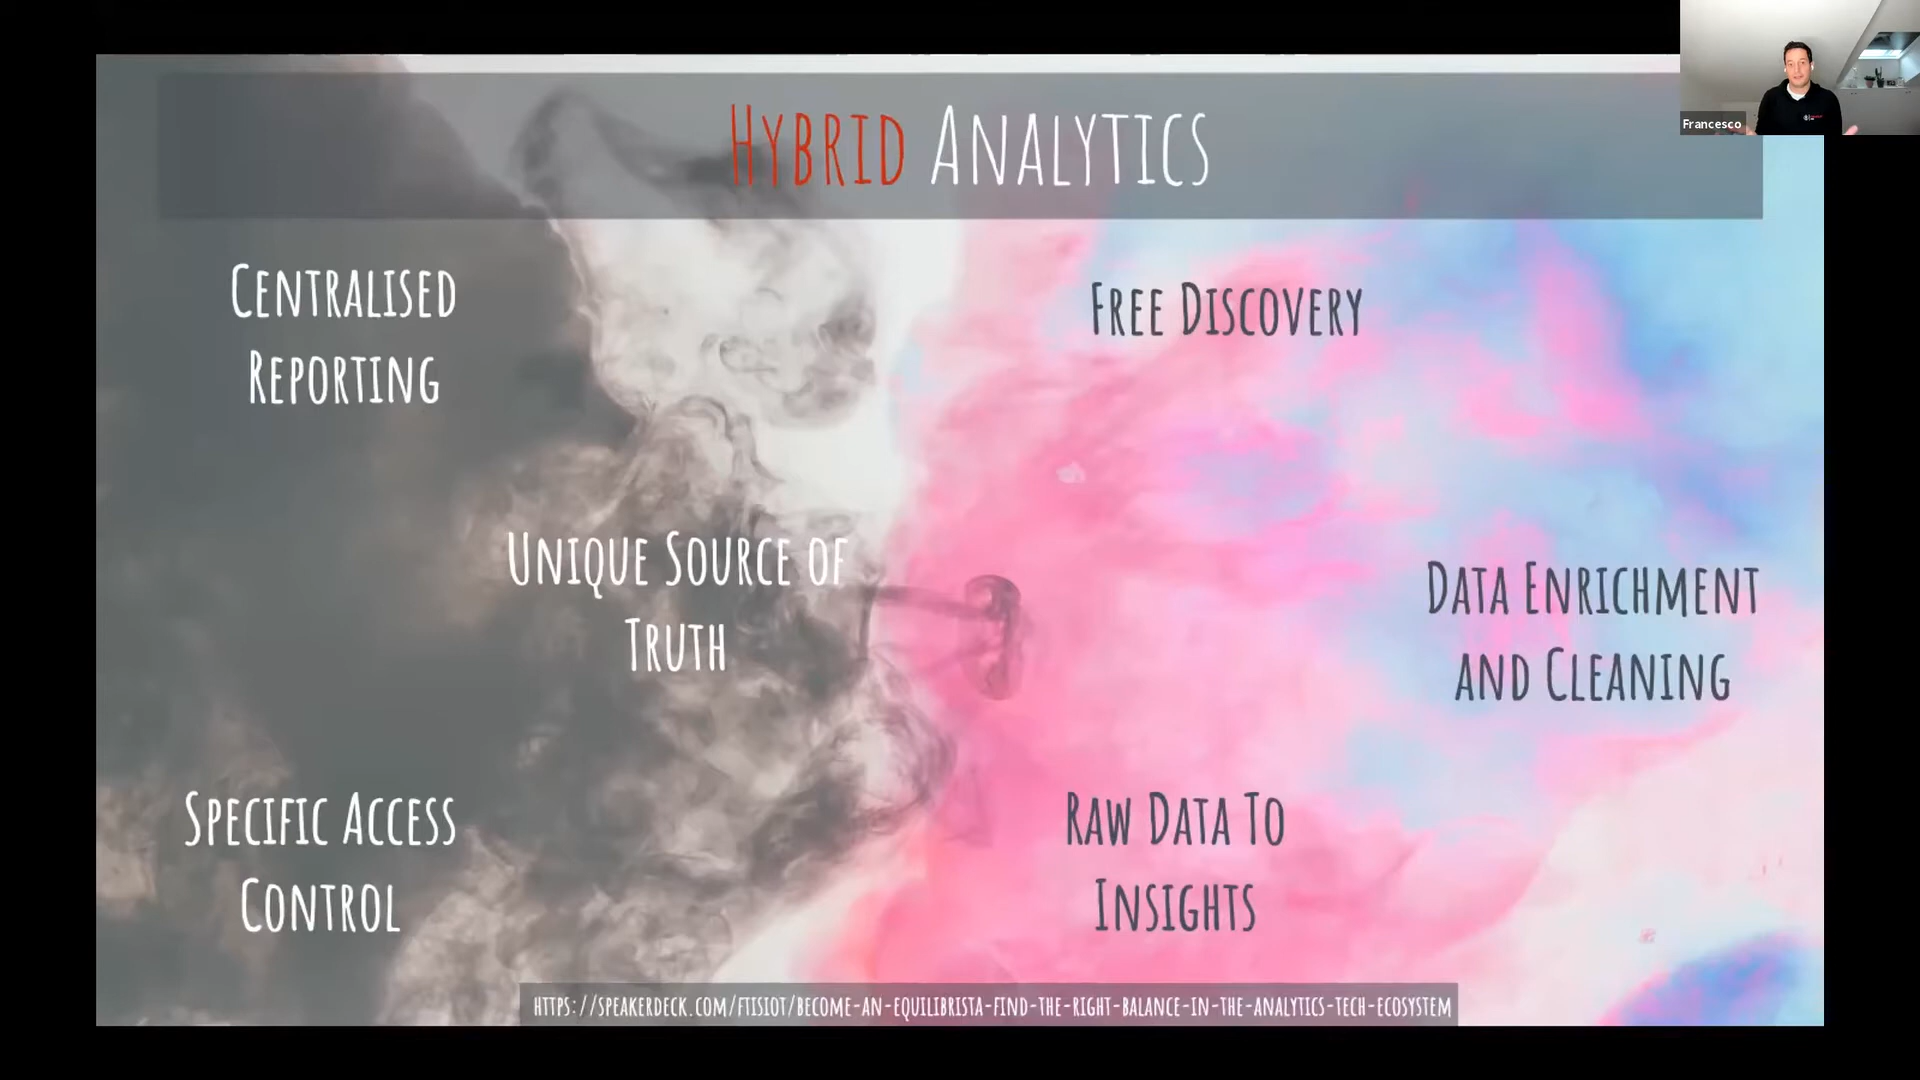 Hybrid Analytics
Francesco
Centralised
Reporting
Free Discovery
Unique Source of
Truth
Data Enrichment
and Cleaning
Specific Access
Control
Raw Data To
Insights
https://speakerdeck.com/ftisiot/become-an-equilibrista-find-the-right-balance-in-the-analytics-tech-ecosystem